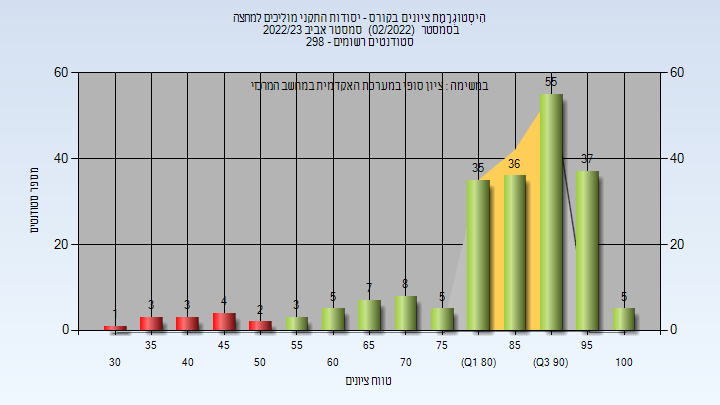 היסטוגרמת ציונים בקורס - יסודות התקני מוליכים למחצה
בסמסטר (02/2022) סמסטר אביב 2022/23
סטודנטים רשומים - 298
במשימה : ציון סופי במערכת האקדמית במחשב המרכזי
60 60
40 40
20 20
0 0
מספר סטודנטים
1 3 3 4 2 3 5 7 8 5 35 36 55 37 5
35 45 55 65 75 85 95
30 40 50 60 70 (Q1 80) (Q3 90) 100
טווח ציונים